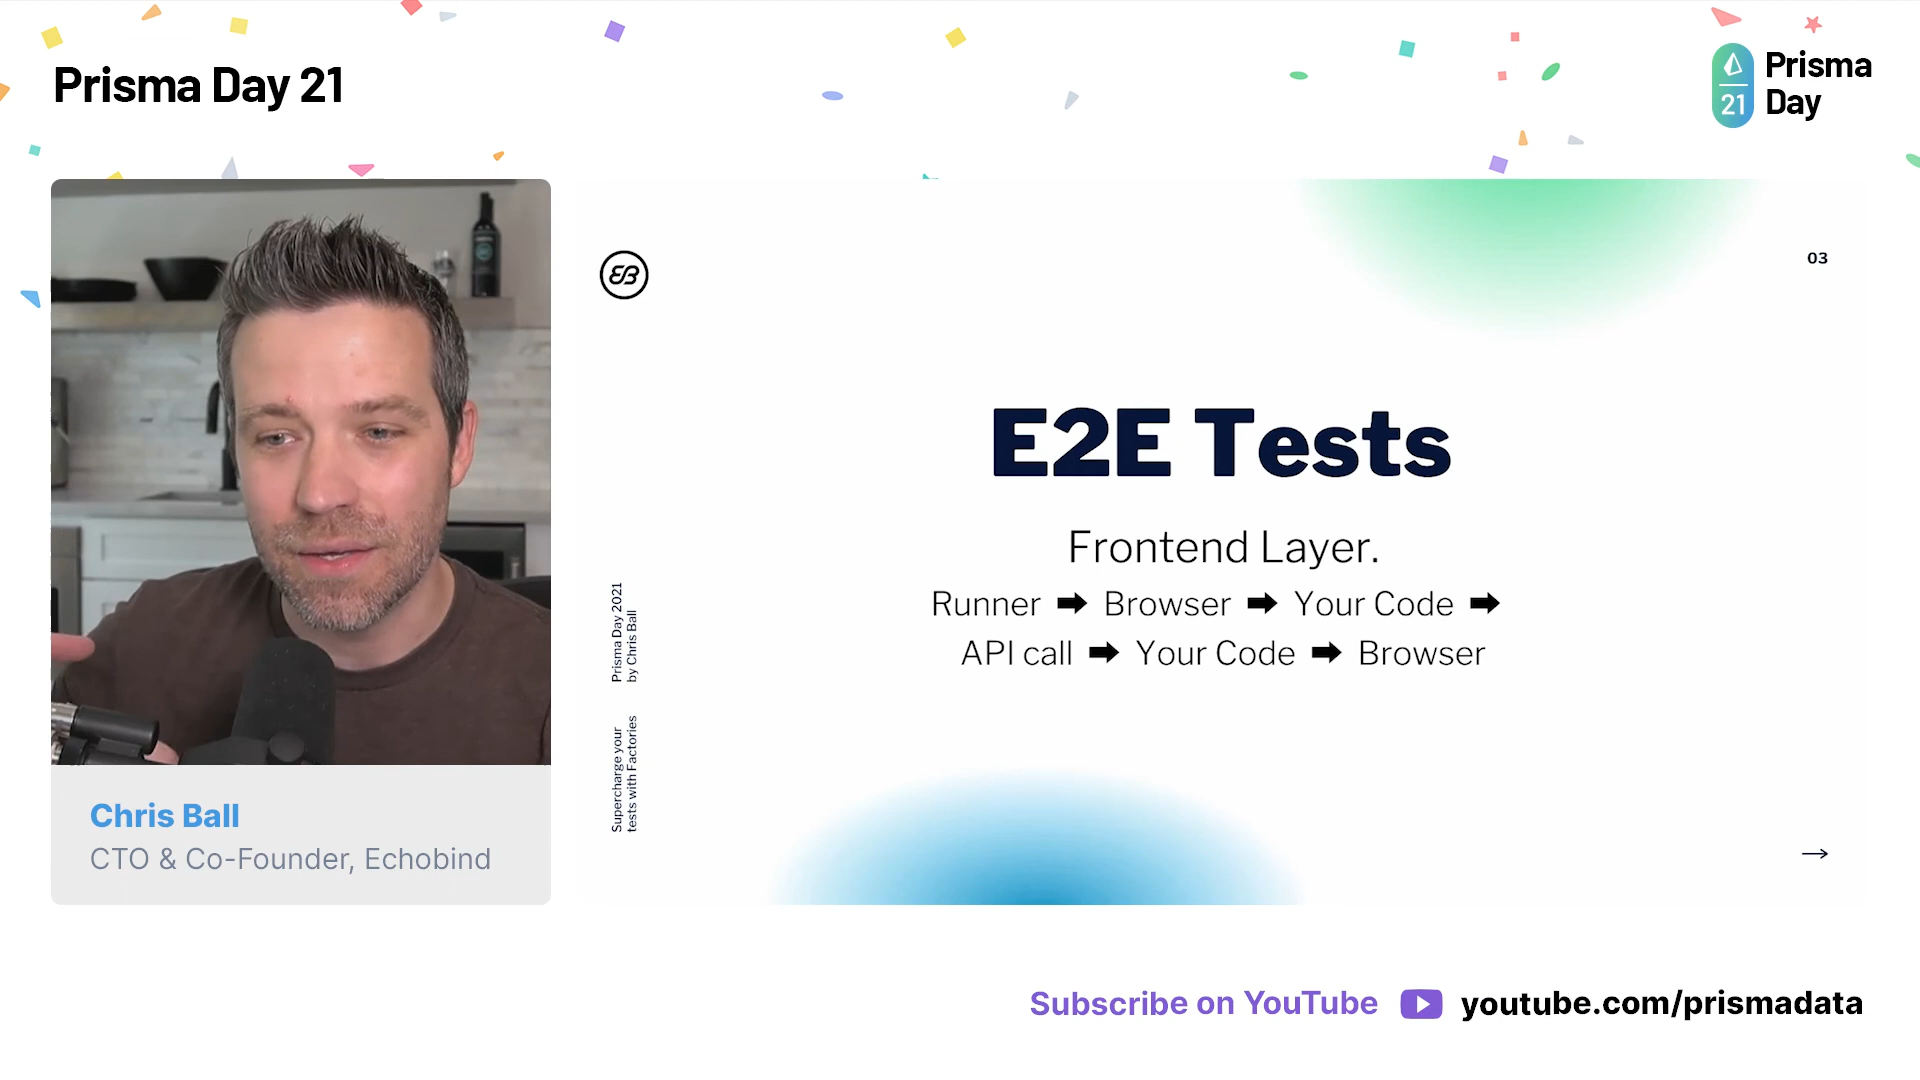 Prisma Day 21
Prisma
Day
21
EB
03
E2E Tests
Frontend Layer.
Runner ➡ Browser ➡ Your Code ➡
API call ➡ Your Code ➡ Browser
Prisma Day 2021
by Chris Ball
Supercharge your
tests with Factories
→
Chris Ball
CTO & Co-Founder, Echobind
Subscribe on YouTube
youtube.com/prismadata